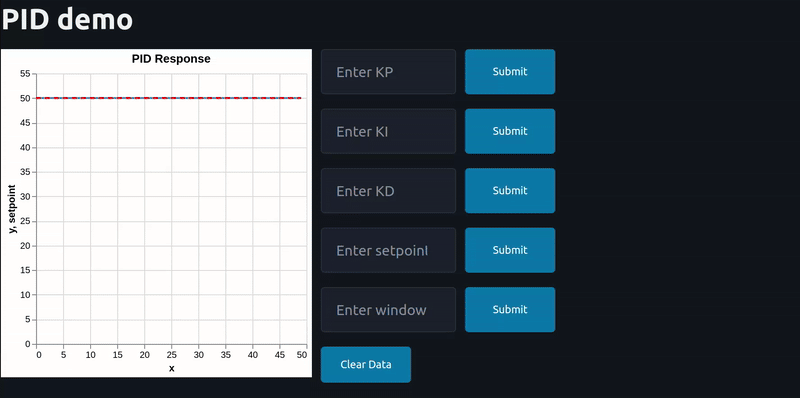 PID demo
PID Response
55
50
45
40
35
30
25
20
15
10
5
0
y, setpoint
0 5 10 15 20 25 30 35 40 45 50
x
Enter KP Submit
Enter KI Submit
Enter KD Submit
Enter setpoint Submit
Enter window Submit
Clear Data